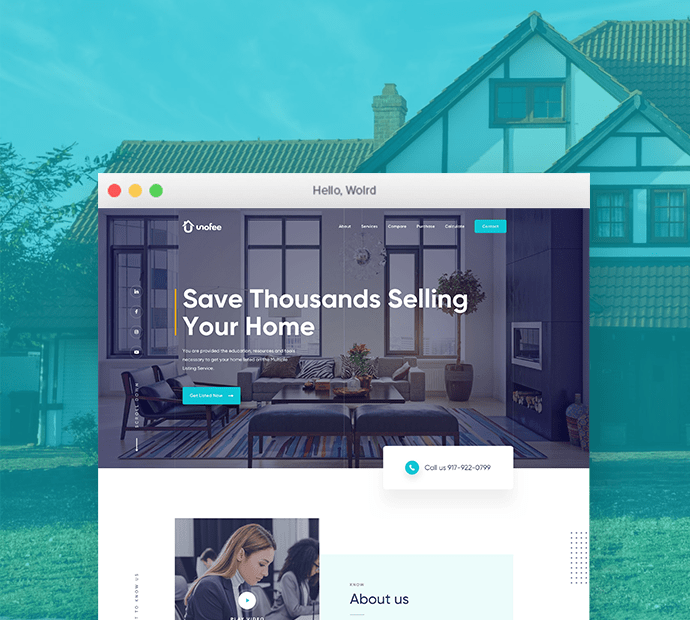 Hello, Wolrd
unofee
About Services Compare Purchase Calculate Contact
Save Thousands Selling
Your Home
You are provided the education, resources and tools
necessary to get your home listed on the Multiple
Listing Service.
Get Listed Now
SCROLL DOWN
Call us 917-922-0799
T TO KNOW US
PLAY VIDEO
KNOW
About us